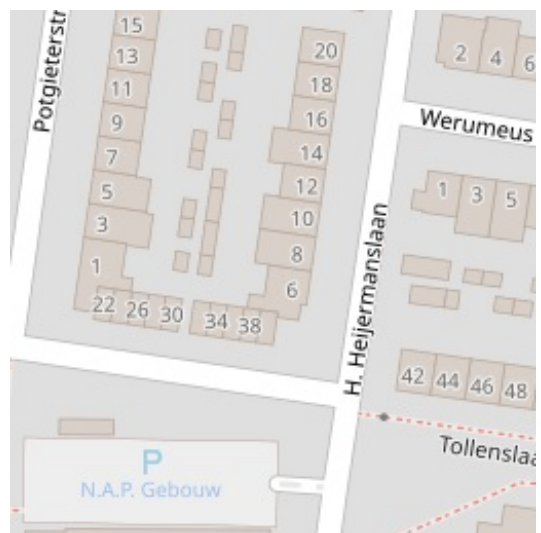 15
13
11
9
7
5
3
1
Potgieterstr
20
18
16
14
12
10
8
6
22 26 30 34 38
H. Heijermanslaan
2 4 6
Werumeus
1 3 5
42 44 46 48
Tollenslaa
P
N.A.P. Gebouw